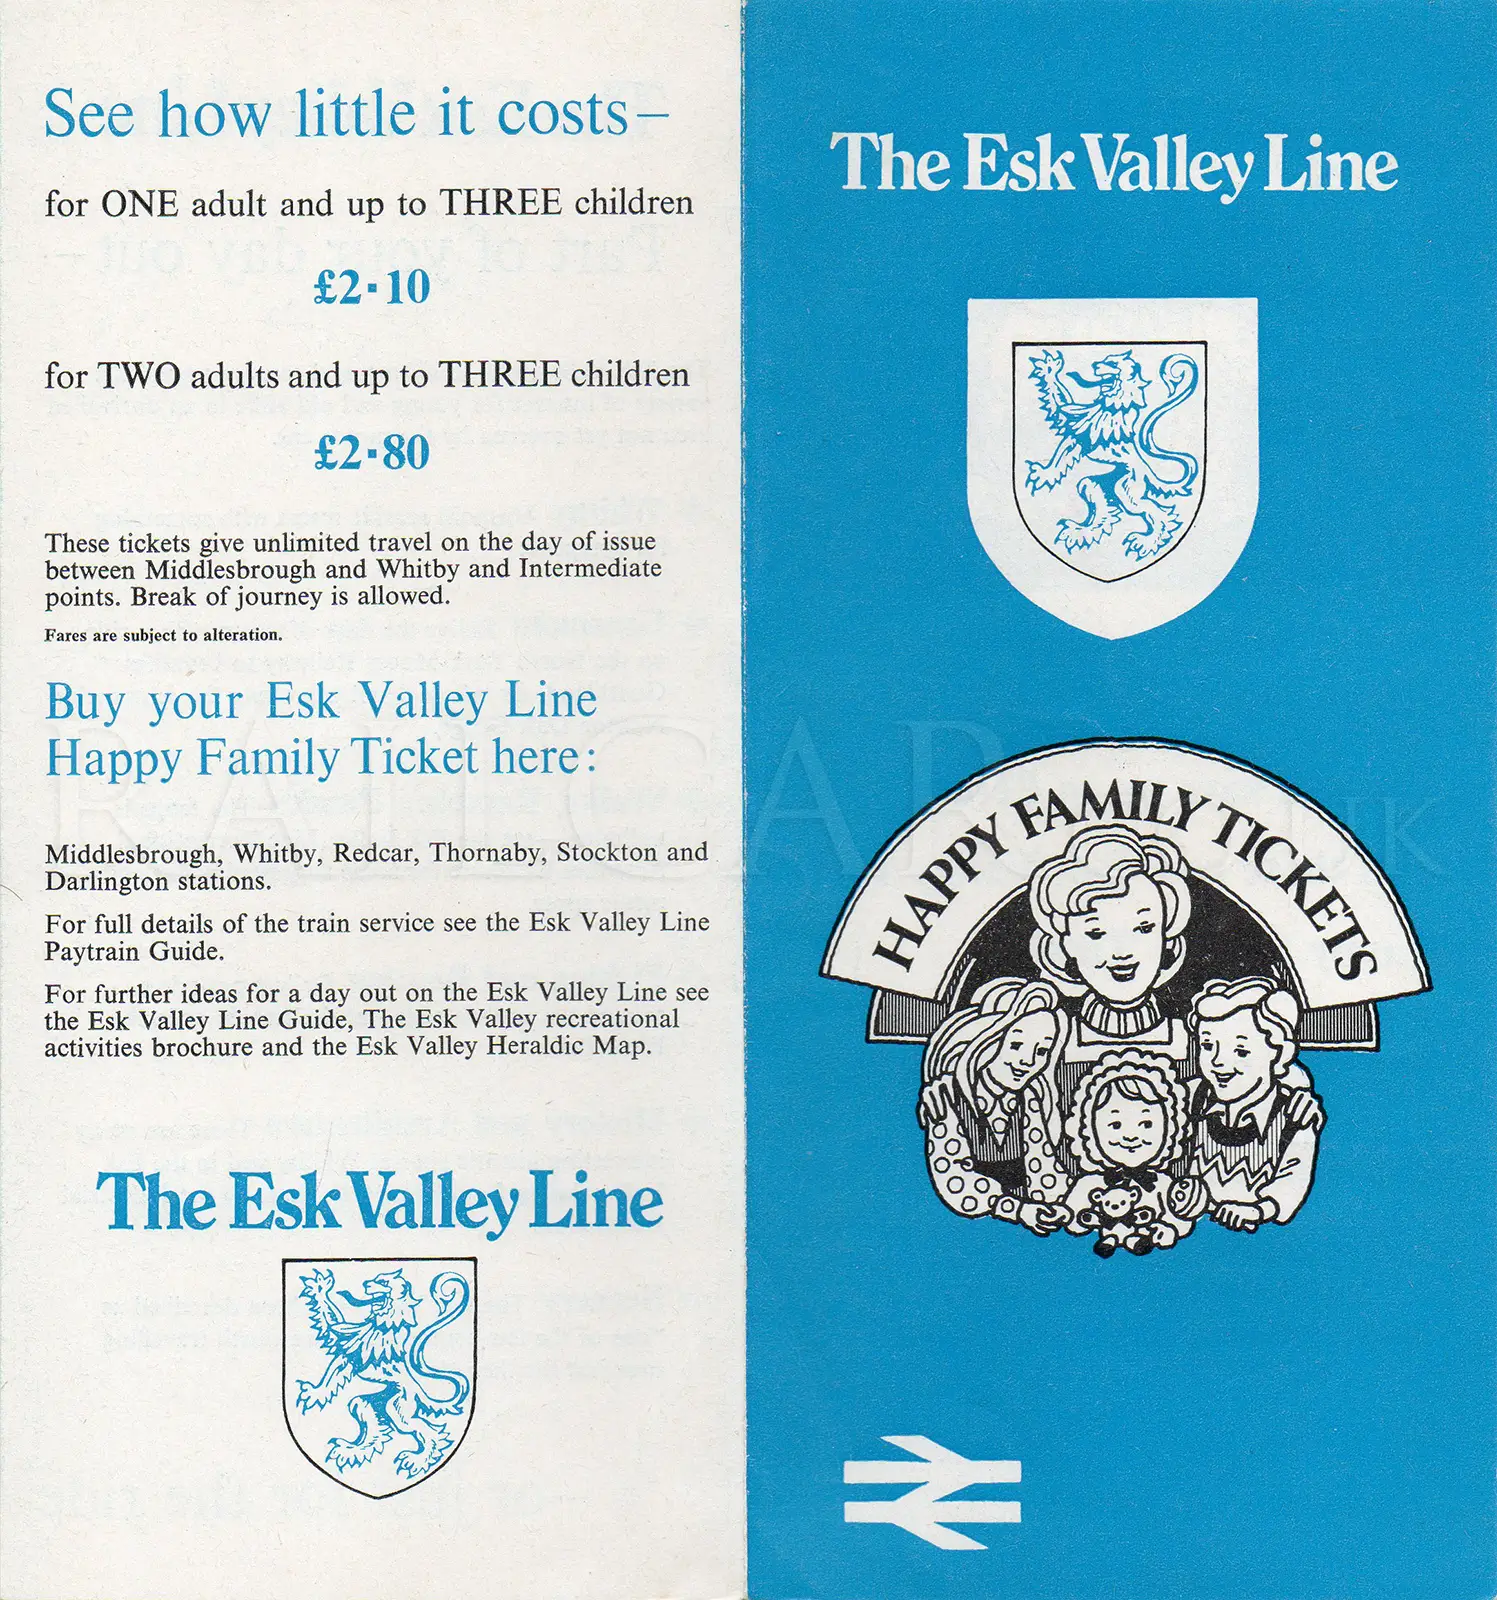 See how little it costs–
for ONE adult and up to THREE children
£2·10
for TWO adults and up to THREE children
£2·80
These tickets give unlimited travel on the day of issue
between Middlesbrough and Whitby and Intermediate
points. Break of journey is allowed.
Fares are subject to alteration.
Buy your Esk Valley Line
Happy Family Ticket here:
Middlesbrough, Whitby, Redcar, Thornaby, Stockton and
Darlington stations.
For full details of the train service see the Esk Valley Line
Paytrain Guide.
For further ideas for a day out on the Esk Valley Line see
the Esk Valley Line Guide, The Esk Valley recreational
activities brochure and the Esk Valley Heraldic Map.
The Esk Valley Line
The Esk Valley Line
HAPPY FAMILY TICKETS